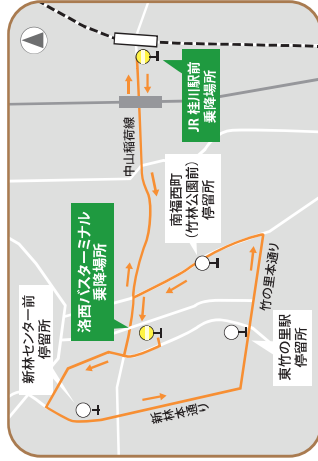 JR 桂川駅前
乗降場所
中山稲荷線
南福西町
(竹林公園前)
停留所
洛西バスターミナル
乗降場所
竹の里本通り
新林センター前
停留所
東竹の里駅
停留所
新林本通り